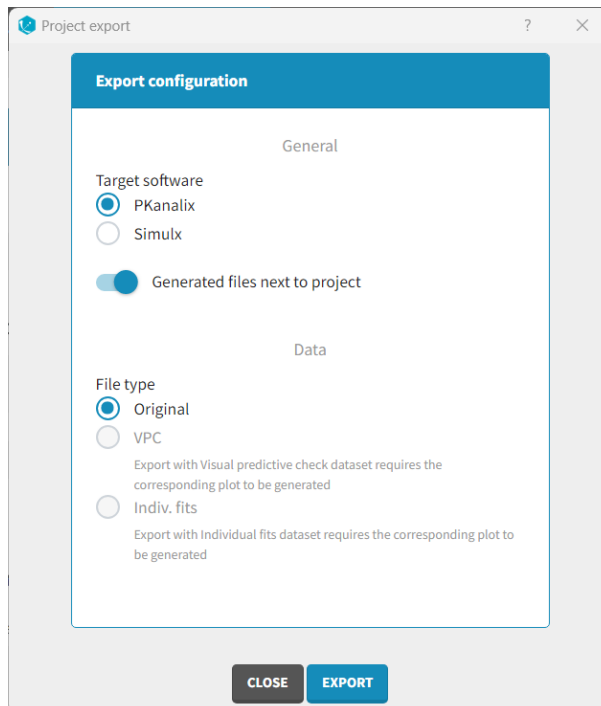 Project export
Export configuration
General
Target software
PKanalix
Simulx
Generated files next to project
Data
File type
Original
VPC
Export with Visual predictive check dataset requires the
corresponding plot to be generated
Indiv. fits
Export with Individual fits dataset requires the corresponding plot to
be generated
CLOSE EXPORT